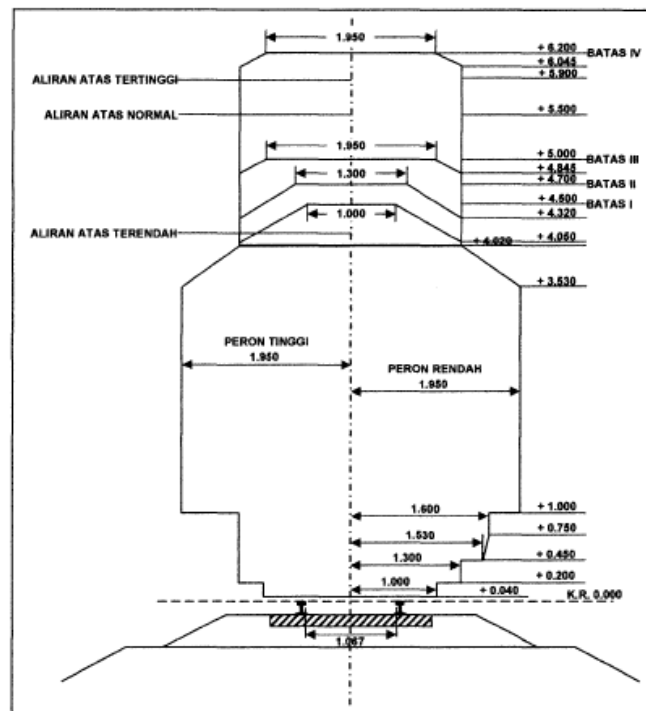 1.950
+ 6.200 BATAS IV
+ 6.045
ALIRAN ATAS TERTINGGI
+ 5.900
ALIRAN ATAS NORMAL
+ 5.500
1.950
+ 5.000 BATAS III
1.300
+ 4.845
+ 4.700 BATAS II
+ 4.500 BATAS I
1.000
+ 4.320
ALIRAN ATAS TERENDAH
+ 4.050
+ 4.020
+ 3.530
PERON TINGGI
1.950
PERON RENDAH
1.950
1.600
+ 1.000
1.530
+ 0.750
1.300
+ 0.450
1.000
+ 0.200
+ 0.040
K.R. 0.000
1.067